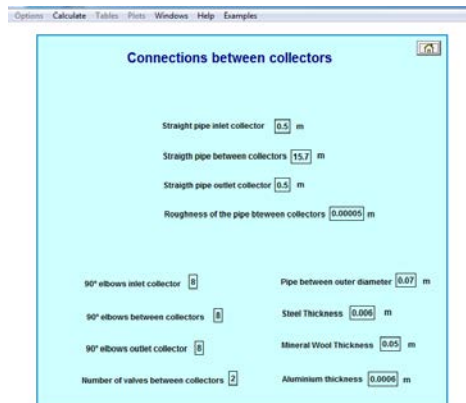 Options Calculate Tables Plots Windows Help Examples
Connections between collectors
Straight pipe inlet collector 0.5 m
Straigth pipe between collectors 15.7 m
Straigth pipe outlet collector 0.5 m
Roughness of the pipe bteween collectors 0.00005 m
90° elbows inlet collector 8
Pipe between outer diameter 0.07 m
90° elbows between collectors 8
Steel Thickness 0.006 m
90° elbows outlet collector 8
Mineral Wool Thickness 0.05 m
Number of valves between collectors 2
Aluminium thickness 0.0006 m